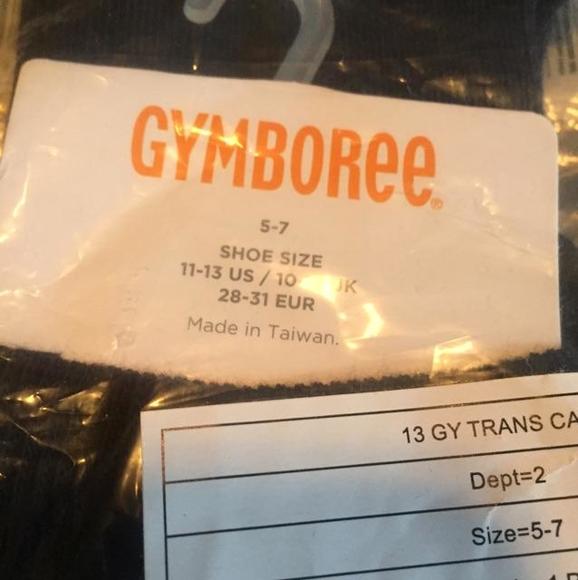 GYMBOREE®
5-7
SHOE SIZE
11-13 US / 10 UK
28-31 EUR
Made in Taiwan.
13 GY TRANS CA
Dept=2
Size=5-7